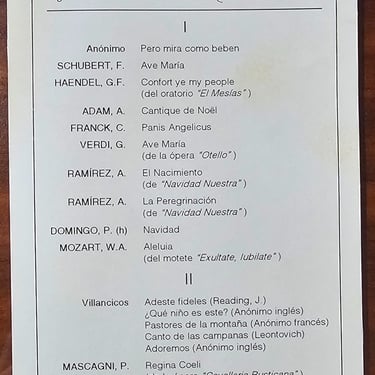 I
Anónimo Pero mira como beben
SCHUBERT, F. Ave María
HAENDEL, G.F. Confort ye my people
(del oratorio "El Mesías")
ADAM, A. Cantique de Noël
FRANCK, C. Panis Angelicus
VERDI, G. Ave María
(de la ópera "Otello")
RAMÍREZ, A. El Nacimiento
(de "Navidad Nuestra")
RAMÍREZ, A. La Peregrinación
(de "Navidad Nuestra")
DOMINGO, P. (h) Navidad
MOZART, W.A. Aleluia
(del motete "Exultate, Iubilate")
II
Villancicos Adeste fideles (Reading, J.)
¿Qué niño es este? (Anónimo inglés)
Pastores de la montaña (Anónimo francés)
Canto de las campanas (Leontovich)
Adoremos (Anónimo inglés)
MASCAGNI, P. Regina Coeli
"Cavalleria Rusticana")